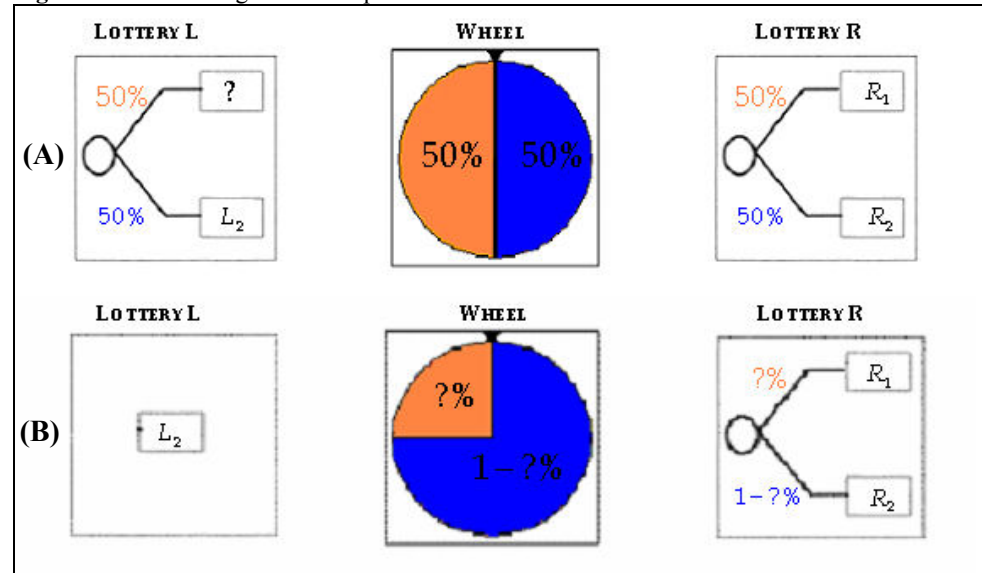 LOTTERY L WHEEL LOTTERY R
(A)
50% ? 50% 50% 50% R₁
50% L₂ 50% R₂
LOTTERY L WHEEL LOTTERY R
(B)
L₂ ?% 1−?% ?% R₁
1−?% R₂